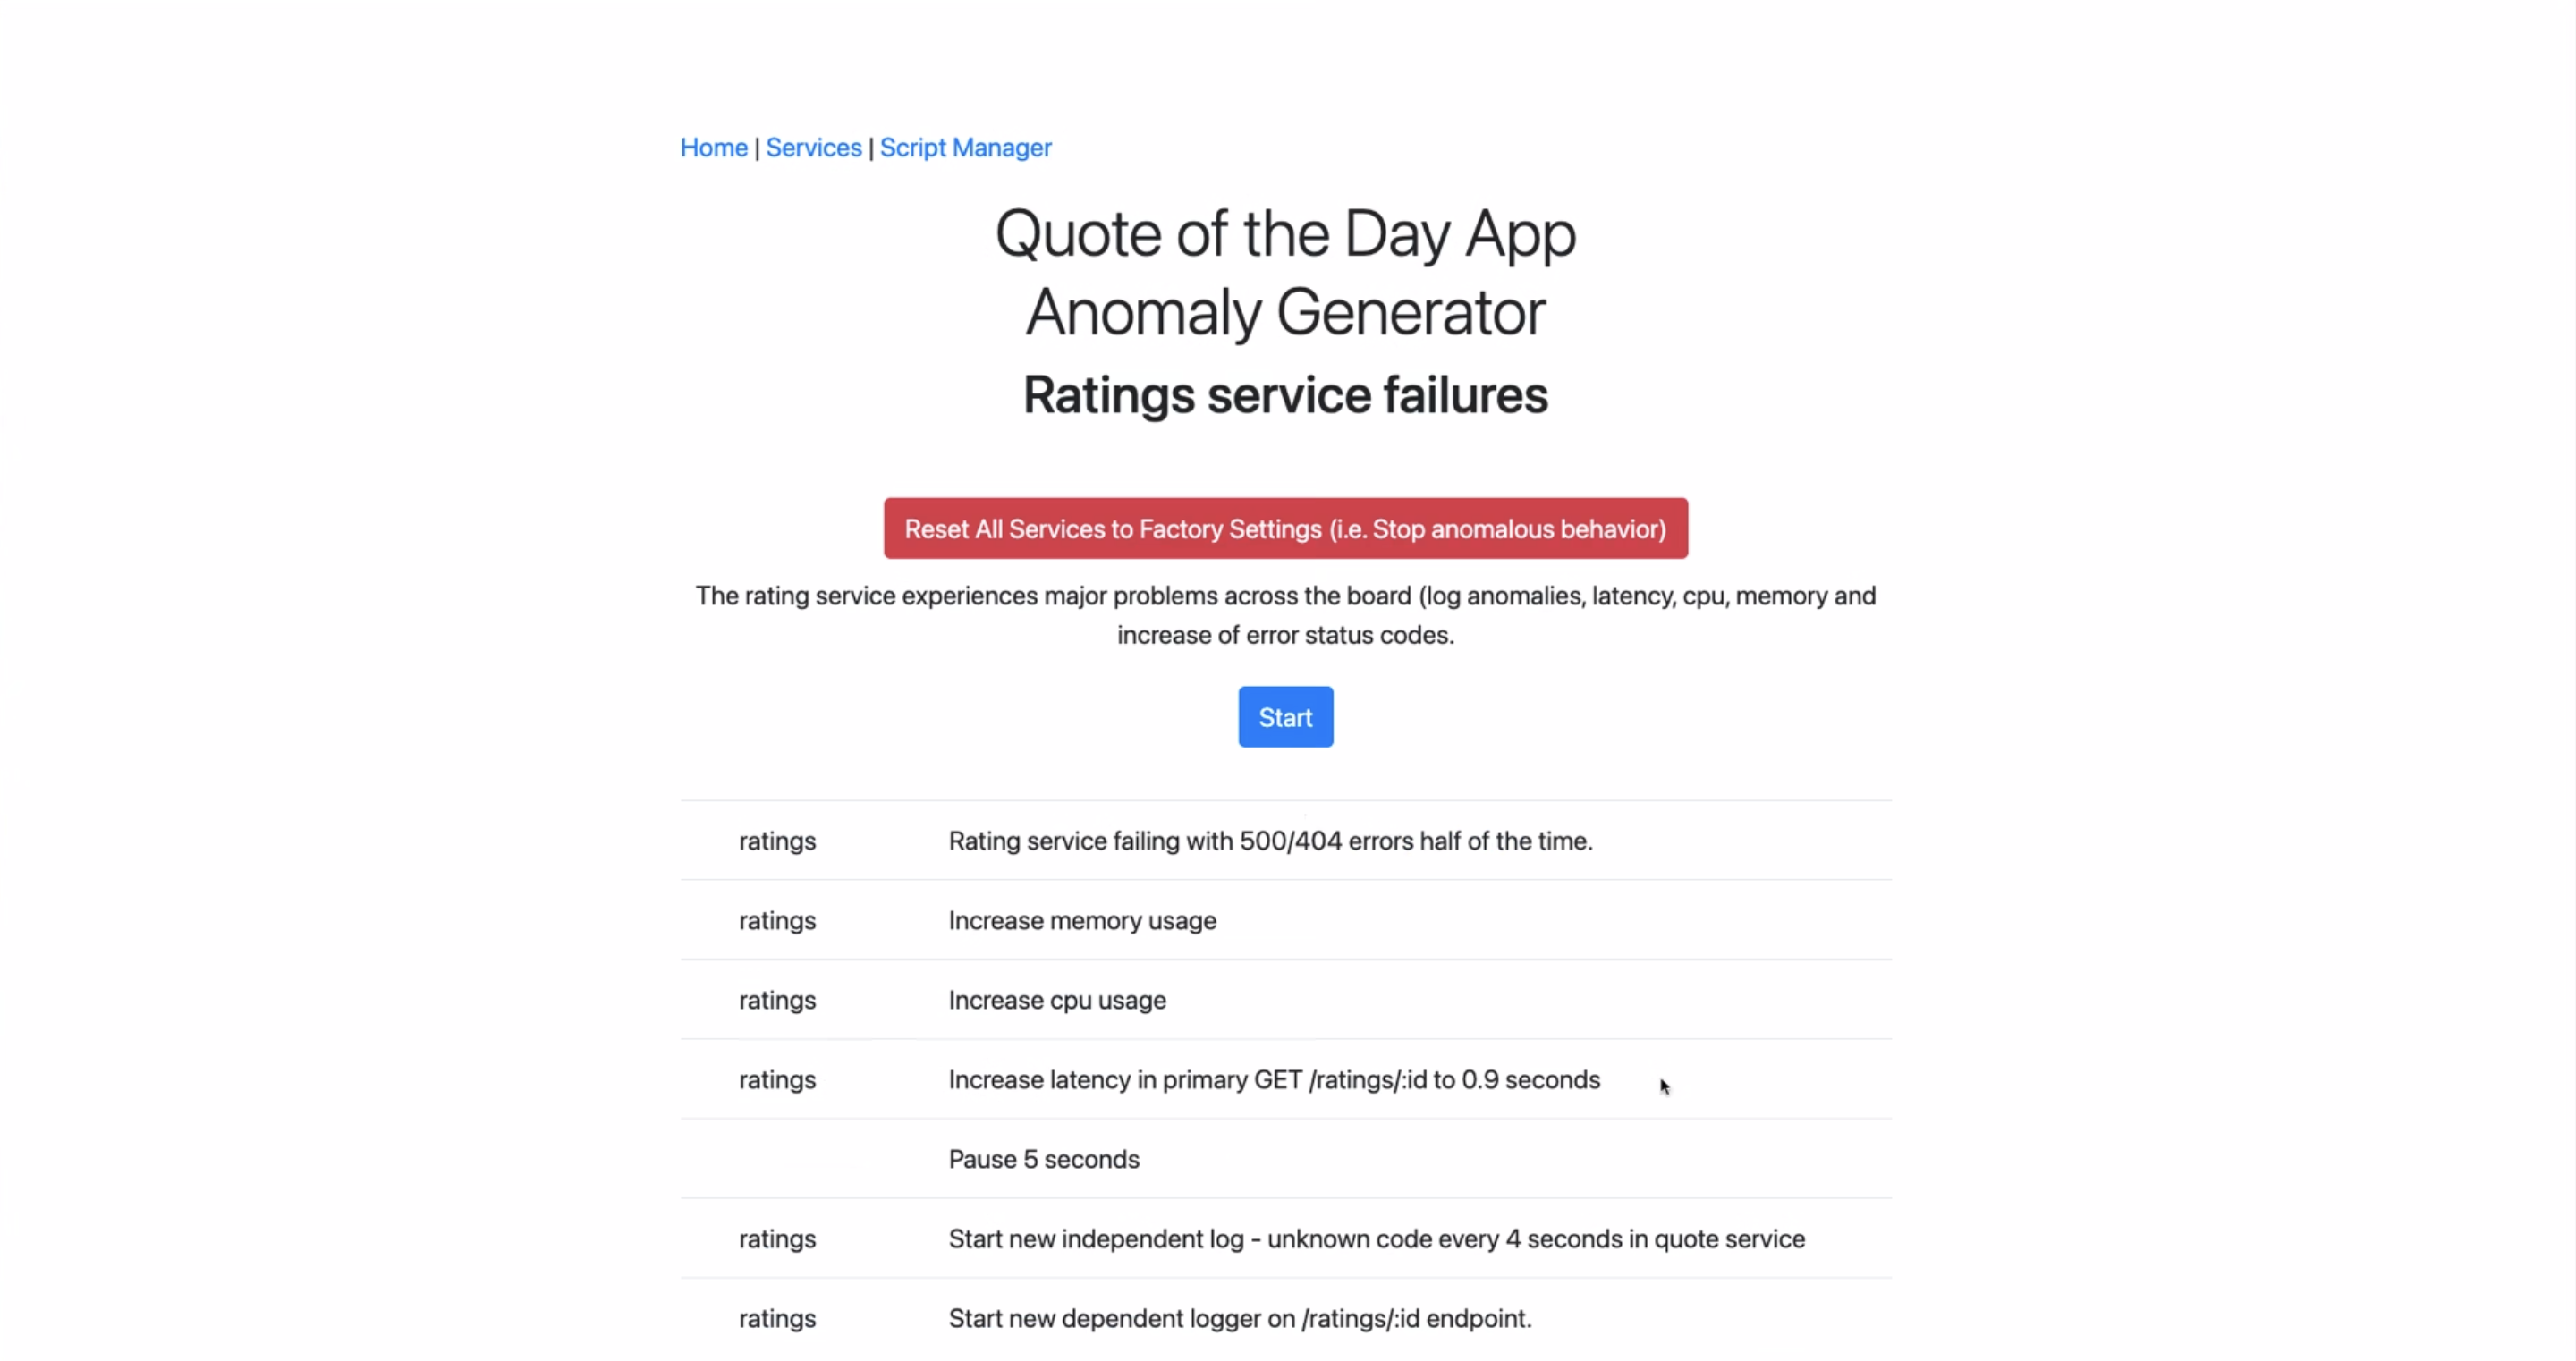 Home | Services | Script Manager
Quote of the Day App
Anomaly Generator
Ratings service failures
Reset All Services to Factory Settings (i.e. Stop anomalous behavior)
The rating service experiences major problems across the board (log anomalies, latency, cpu, memory and
increase of error status codes.
Start
ratings Rating service failing with 500/404 errors half of the time.
ratings Increase memory usage
ratings Increase cpu usage
ratings Increase latency in primary GET /ratings/:id to 0.9 seconds
Pause 5 seconds
ratings Start new independent log - unknown code every 4 seconds in quote service
ratings Start new dependent logger on /ratings/:id endpoint.